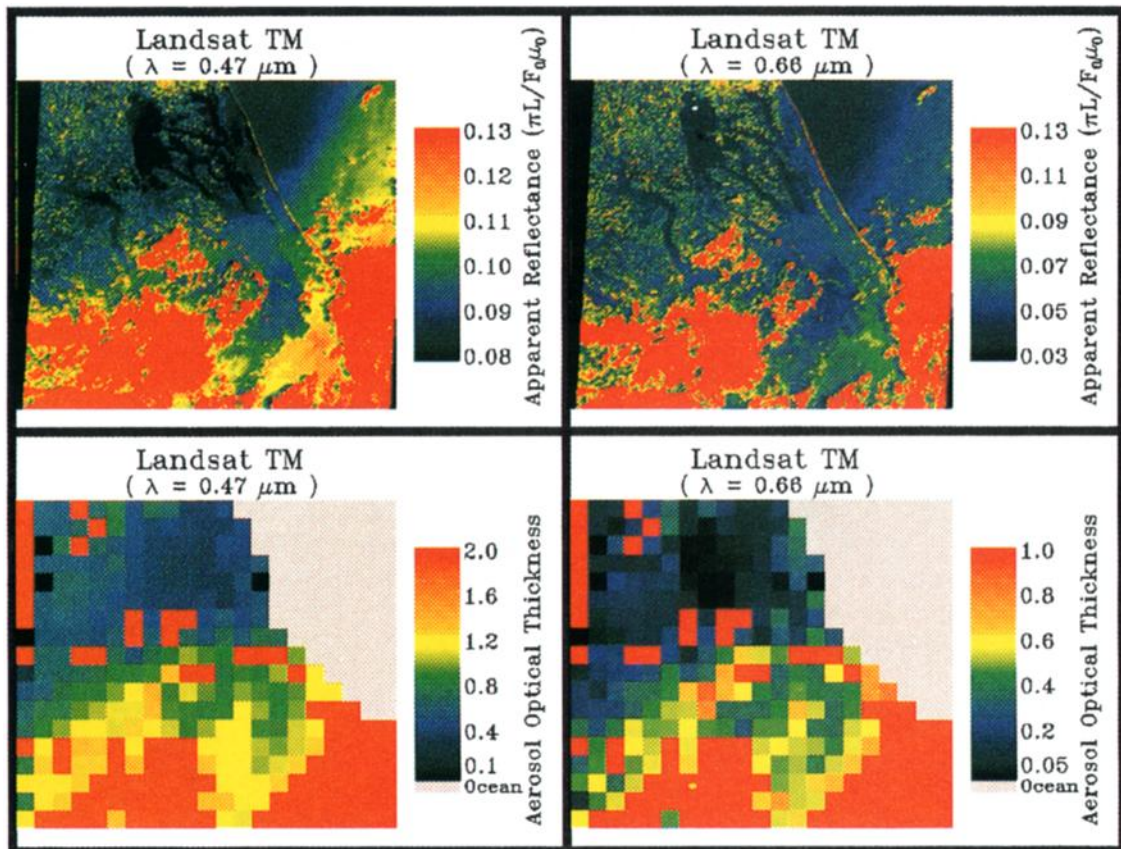 Landsat TM
( λ = 0.47 μm )
0.13
0.12
0.11
0.10
0.09
0.08
Apparent Reflectance (πL/F₀μ₀)
Landsat TM
( λ = 0.66 μm )
0.13
0.11
0.09
0.07
0.05
0.03
Apparent Reflectance (πL/F₀μ₀)
Landsat TM
( λ = 0.47 μm )
2.0
1.6
1.2
0.8
0.4
0.1
Ocean
Aerosol Optical Thickness
Landsat TM
( λ = 0.66 μm )
1.0
0.8
0.6
0.4
0.2
0.05
Ocean
Aerosol Optical Thickness